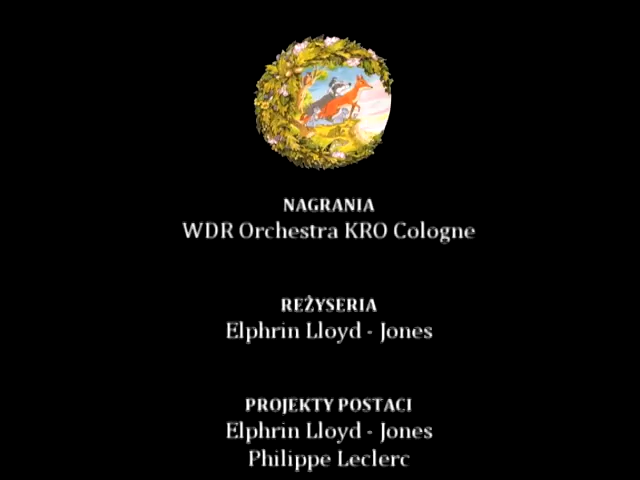 NAGRANIA
WDR Orchestra KRO Cologne
REŻYSERIA
Elphrin Lloyd - Jones
PROJEKTY POSTACI
Elphrin Lloyd - Jones
Philippe Leclerc